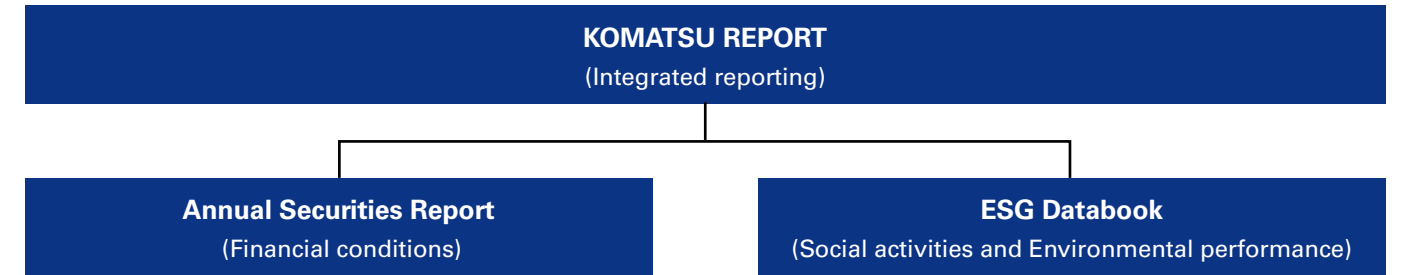 KOMATSU REPORT
(Integrated reporting)
Annual Securities Report
(Financial conditions)
ESG Databook
(Social activities and Environmental performance)